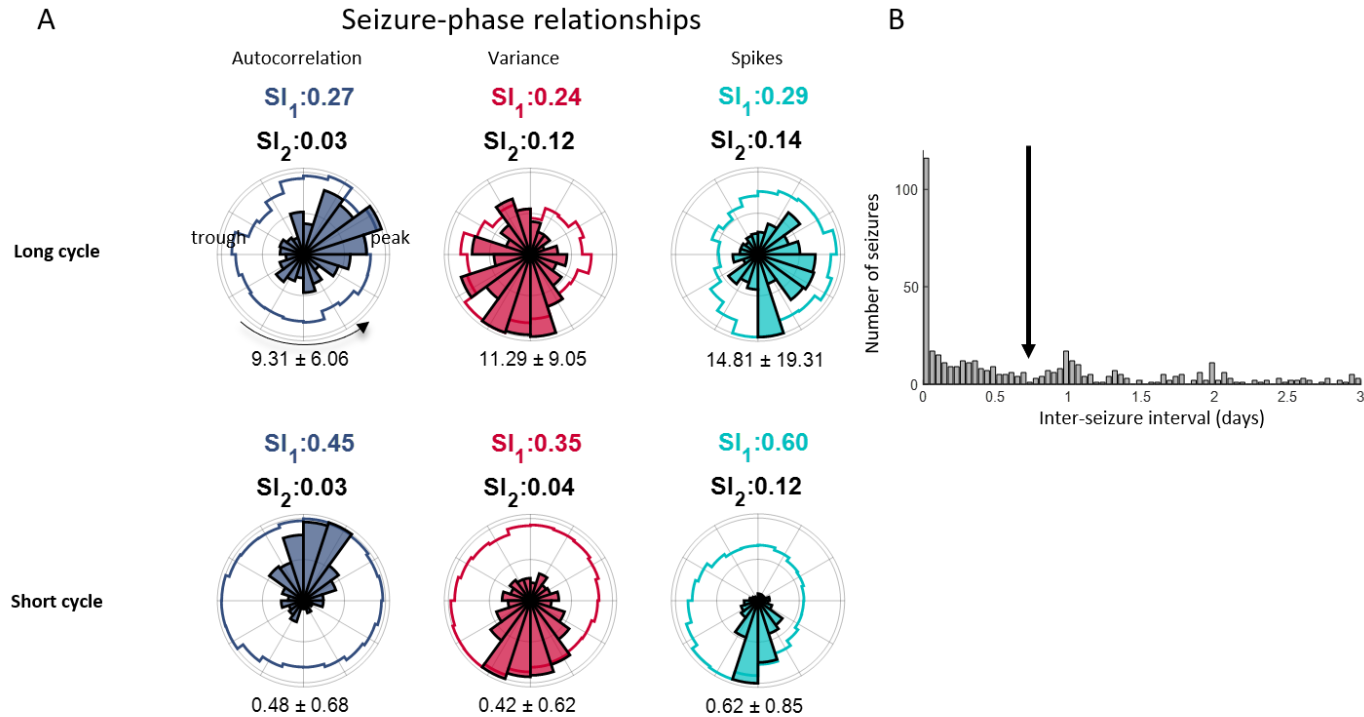 A
Seizure-phase relationships
B
Autocorrelation
Variance
Spikes
SI1:0.27
SI1:0.24
SI1:0.29
SI2:0.03
SI2:0.12
SI2:0.14
Long cycle
trough
peak
9.31 ± 6.06
11.29 ± 9.05
14.81 ± 19.31
Number of seizures
100
50
0
0
0.5
1
1.5
2
2.5
3
Inter-seizure interval (days)
SI1:0.45
SI1:0.35
SI1:0.60
SI2:0.03
SI2:0.04
SI2:0.12
Short cycle
0.48 ± 0.68
0.42 ± 0.62
0.62 ± 0.85